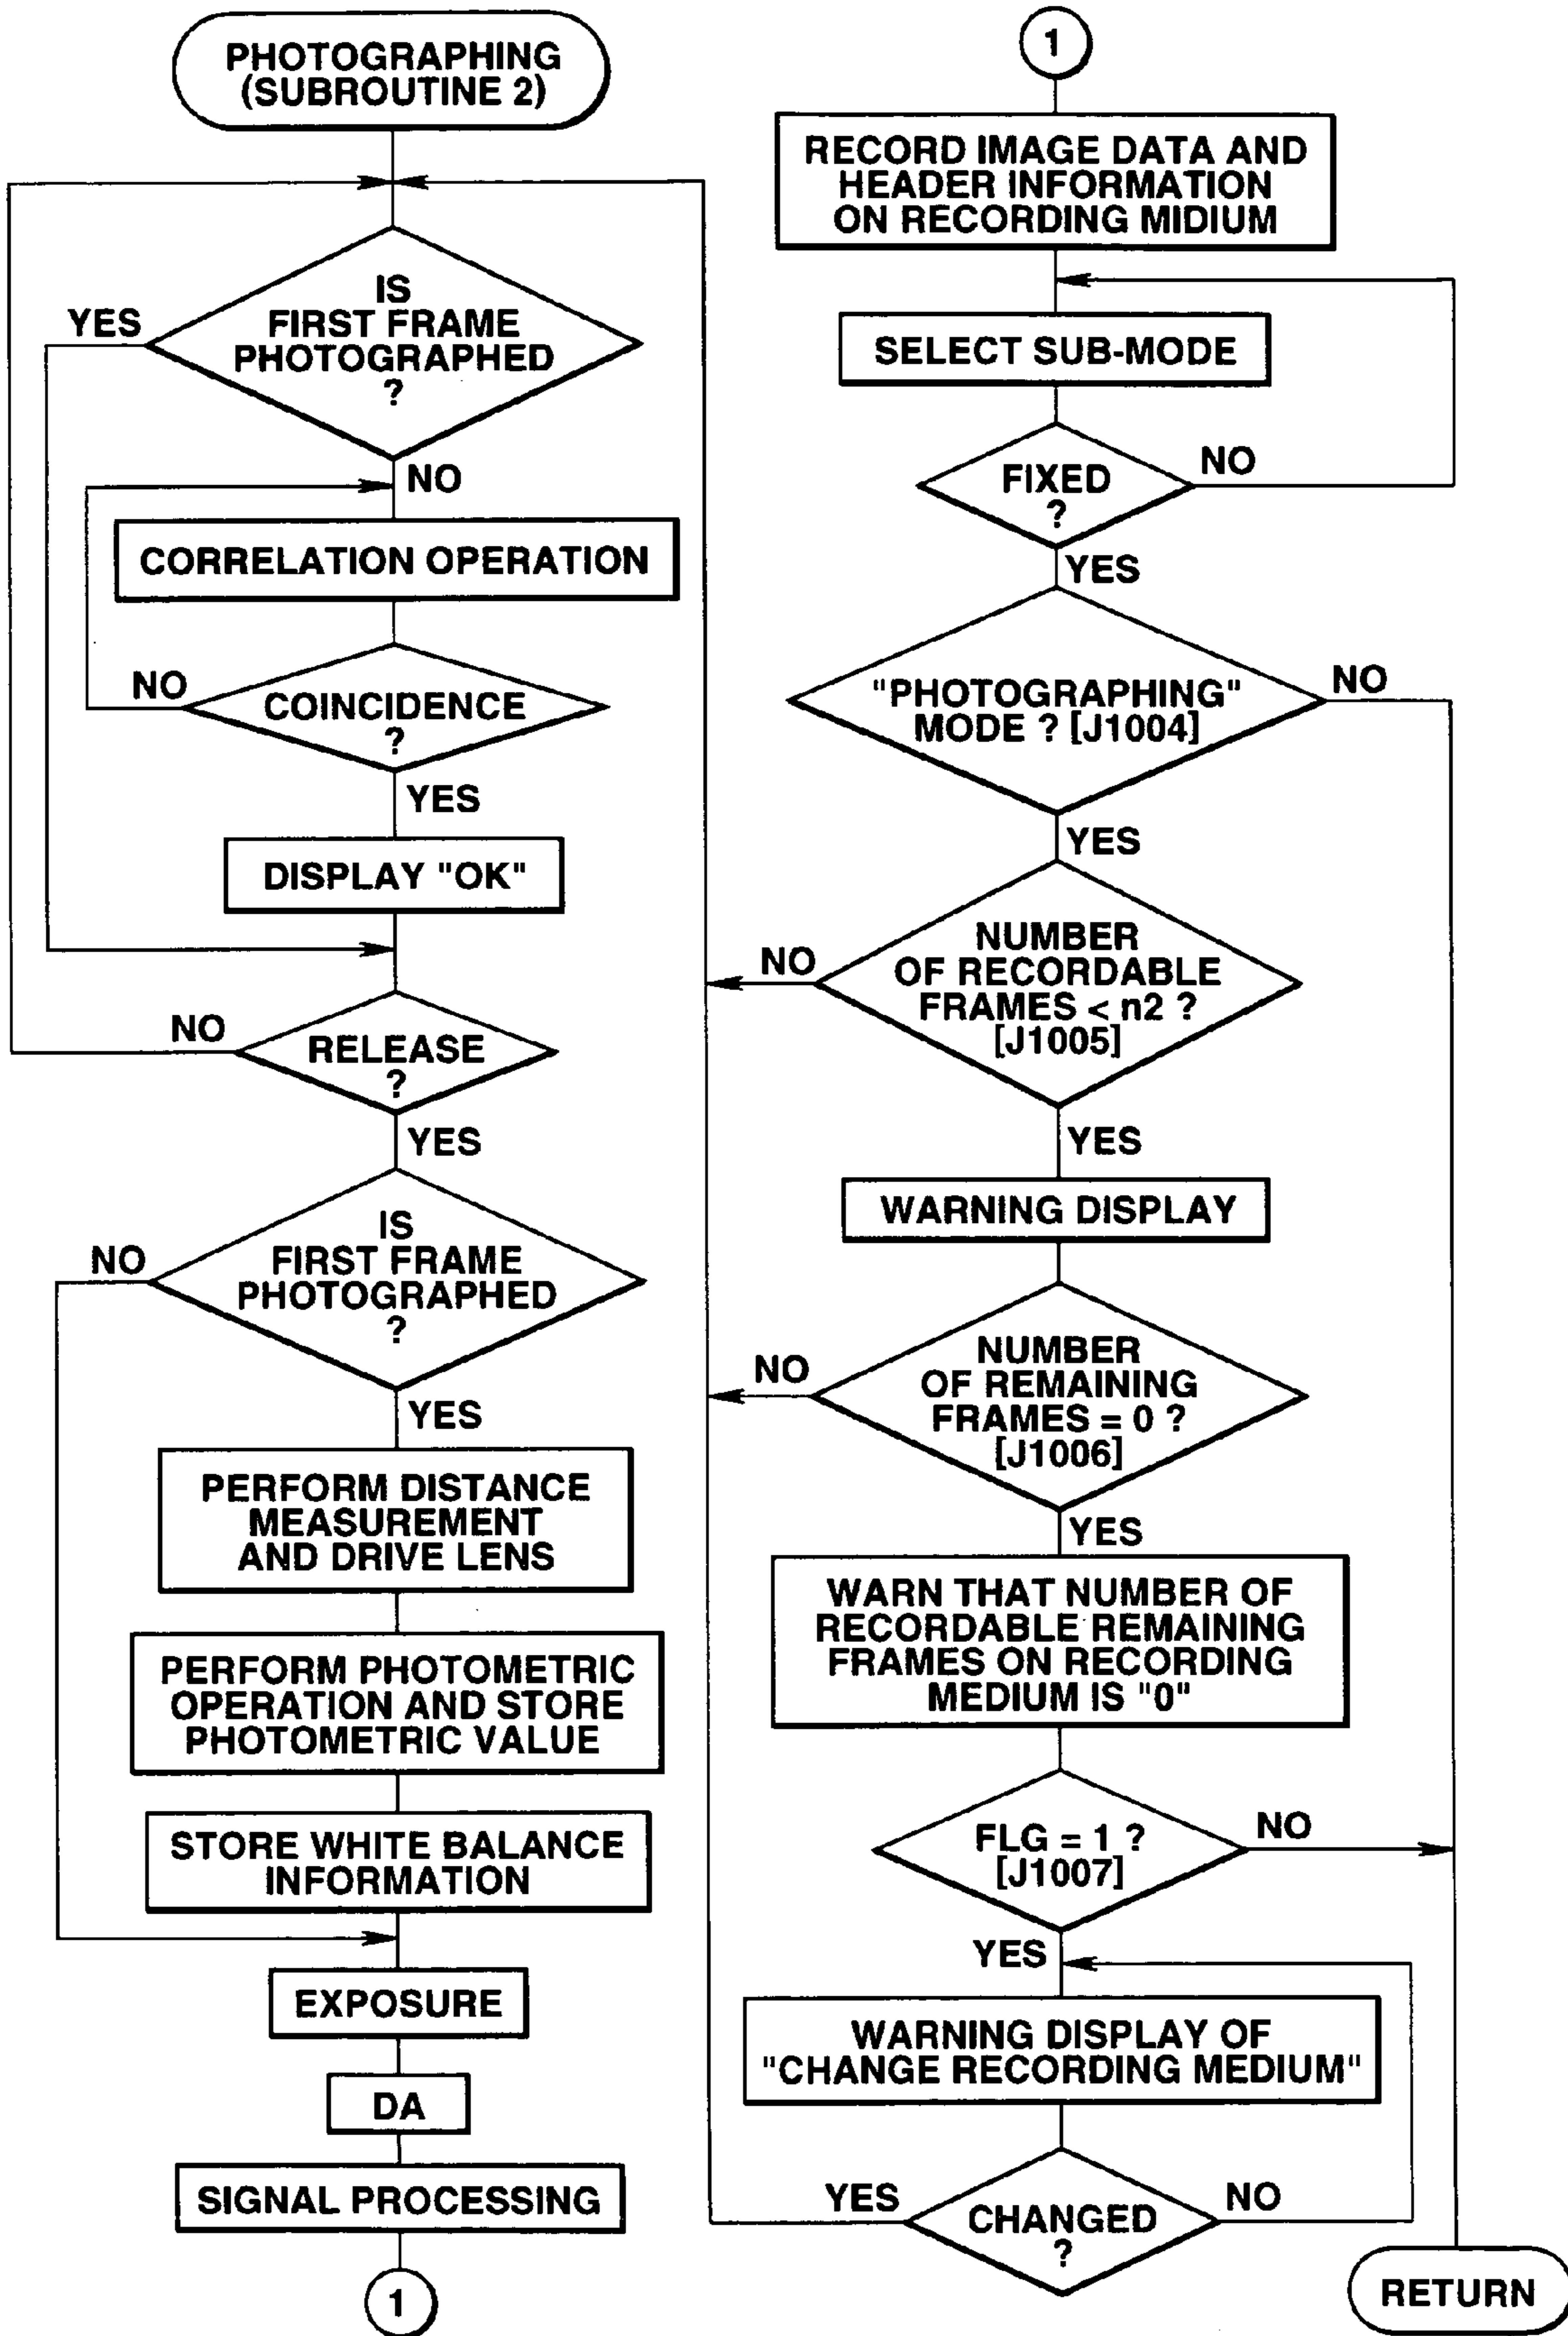 PHOTOGRAPHING
(SUBROUTINE 2)
IS
FIRST FRAME
PHOTOGRAPHED
?
YES
NO
CORRELATION OPERATION
COINCIDENCE
?
NO
YES
DISPLAY "OK"
RELEASE
?
NO
YES
IS
FIRST FRAME
PHOTOGRAPHED
?
NO
YES
PERFORM DISTANCE
MEASUREMENT
AND DRIVE LENS
PERFORM PHOTOMETRIC
OPERATION AND STORE
PHOTOMETRIC VALUE
STORE WHITE BALANCE
INFORMATION
EXPOSURE
DA
SIGNAL PROCESSING
1
1
RECORD IMAGE DATA AND
HEADER INFORMATION
ON RECORDING MIDIUM
SELECT SUB-MODE
FIXED
?
NO
YES
"PHOTOGRAPHING"
MODE ? [J1004]
NO
YES
NUMBER
OF RECORDABLE
FRAMES < n2 ?
[J1005]
NO
YES
WARNING DISPLAY
NUMBER
OF REMAINING
FRAMES = 0 ?
[J1006]
NO
YES
WARN THAT NUMBER OF
RECORDABLE REMAINING
FRAMES ON RECORDING
MEDIUM IS "0"
FLG = 1 ?
[J1007]
NO
YES
WARNING DISPLAY OF
"CHANGE RECORDING MEDIUM"
CHANGED
?
YES
NO
RETURN